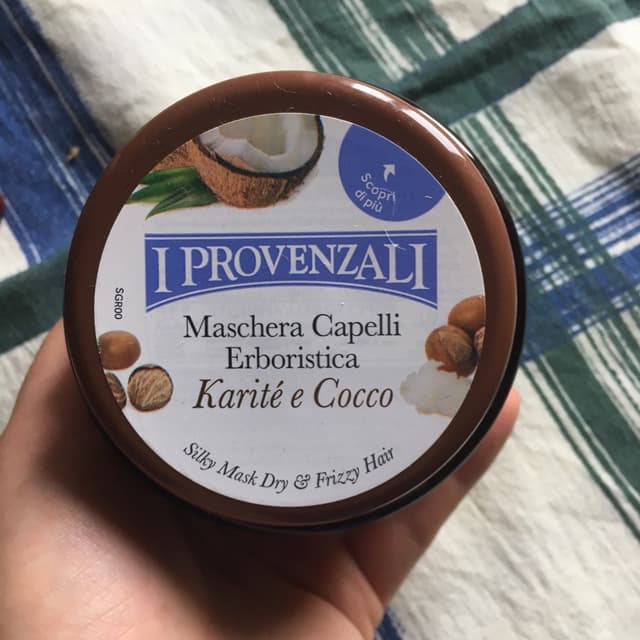 Scopri
di più
I PROVENZALI
SGR00
Maschera Capelli
Erboristica
Karité e Cocco
Silky Mask Dry & Frizzy Hair